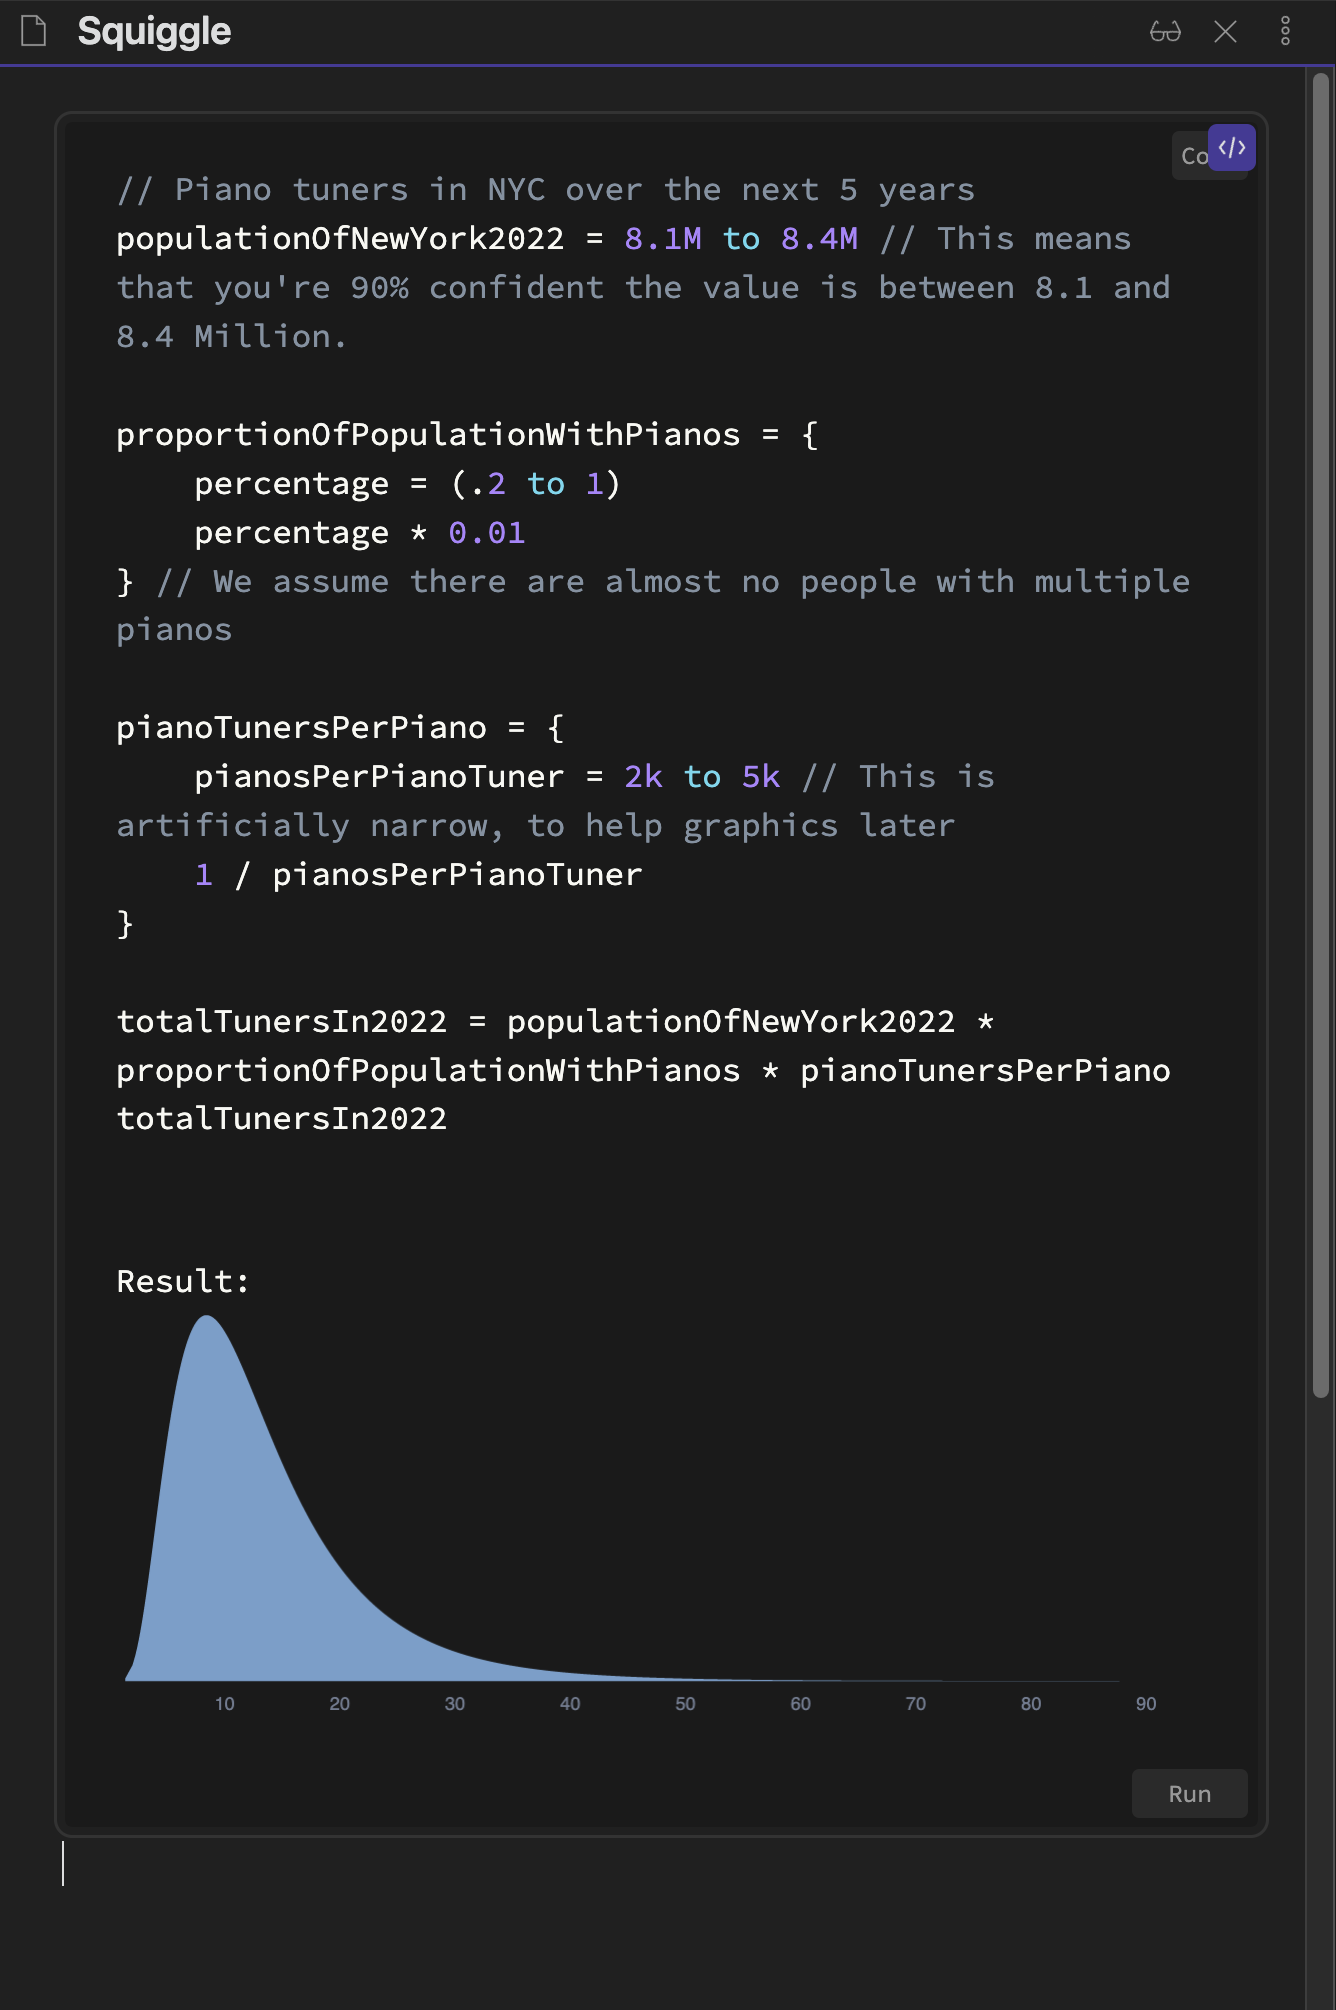 Squiggle
Co
</>
// Piano tuners in NYC over the next 5 years
populationOfNewYork2022 = 8.1M to 8.4M // This means
that you're 90% confident the value is between 8.1 and
8.4 Million.
proportionOfPopulationWithPianos = {
    percentage = (.2 to 1)
    percentage * 0.01
} // We assume there are almost no people with multiple
pianos
pianoTunersPerPiano = {
    pianosPerPianoTuner = 2k to 5k // This is
artificially narrow, to help graphics later
    1 / pianosPerPianoTuner
}
totalTunersIn2022 = populationOfNewYork2022 *
proportionOfPopulationWithPianos * pianoTunersPerPiano
totalTunersIn2022
Result:
10 20 30 40 50 60 70 80 90
Run